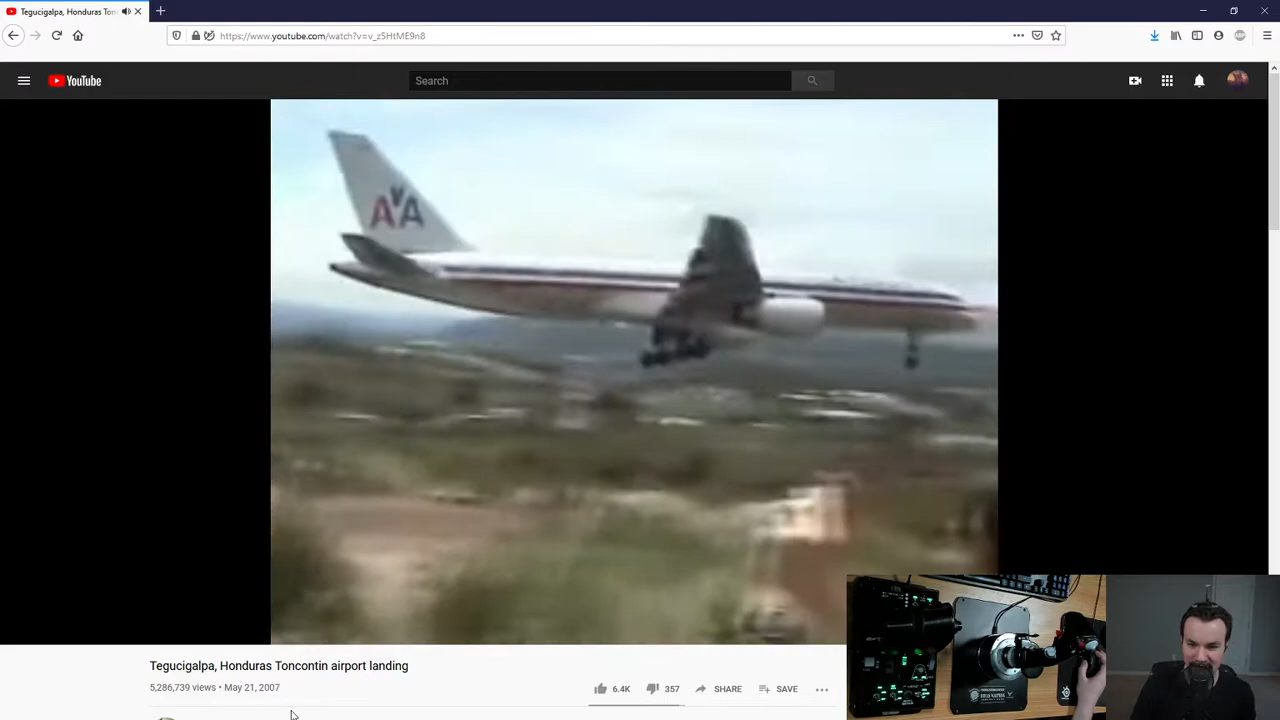 Tegucigalpa, Honduras Ton
https://www.youtube.com/watch?v=v_z5HtME9n8
YouTube
Search
AA
Tegucigalpa, Honduras Toncontin airport landing
5,286,739 views · May 21, 2007
6.4K
357
SHARE
SAVE